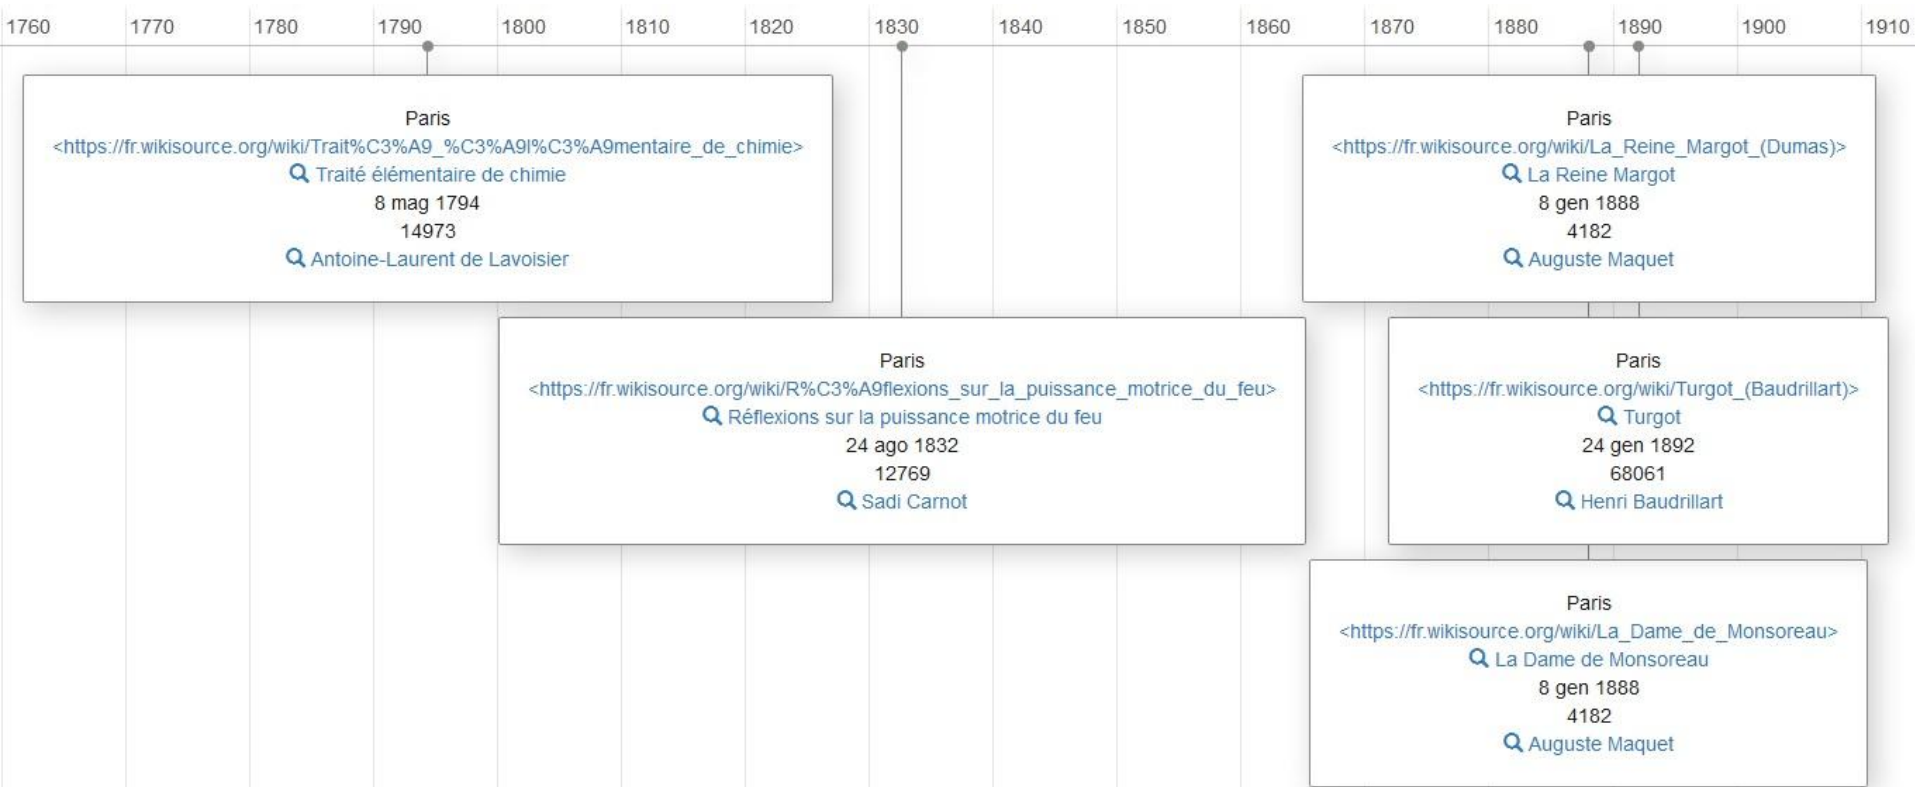 1760 1770 1780 1790 1800 1810 1820 1830 1840 1850 1860 1870 1880 1890 1900 1910
Paris
<https://fr.wikisource.org/wiki/Trait%C3%A9_%C3%A9l%C3%A9mentaire_de_chimie>
Traité élémentaire de chimie
8 mag 1794
14973
Antoine-Laurent de Lavoisier
Paris
<https://fr.wikisource.org/wiki/La_Reine_Margot_(Dumas)>
La Reine Margot
8 gen 1888
4182
Auguste Maquet
Paris
<https://fr.wikisource.org/wiki/R%C3%A9flexions_sur_la_puissance_motrice_du_feu>
Réflexions sur la puissance motrice du feu
24 ago 1832
12769
Sadi Carnot
Paris
<https://fr.wikisource.org/wiki/Turgot_(Baudrillart)>
Turgot
24 gen 1892
68061
Henri Baudrillart
Paris
<https://fr.wikisource.org/wiki/La_Dame_de_Monsoreau>
La Dame de Monsoreau
8 gen 1888
4182
Auguste Maquet